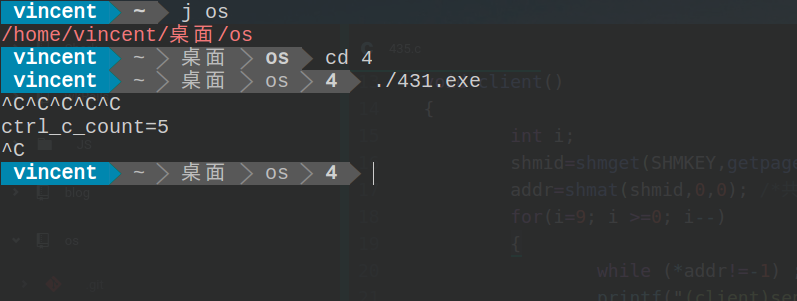 vincent ~ j os
/home/vincent/桌面/os
vincent ~ 桌面 os cd 4
vincent ~ 桌面 os 4 ./431.exe
^C^C^C^C^C
ctrl_c_count=5
^C
vincent ~ 桌面 os 4
client()
{
int i;
shmid=shmget(SHMKEY,getpage
addr=shmat(shmid,0,0);
for(i=9; i >=0; i--)
{
while (*addr!=-1)
printf("(client)se
JS
blog
os